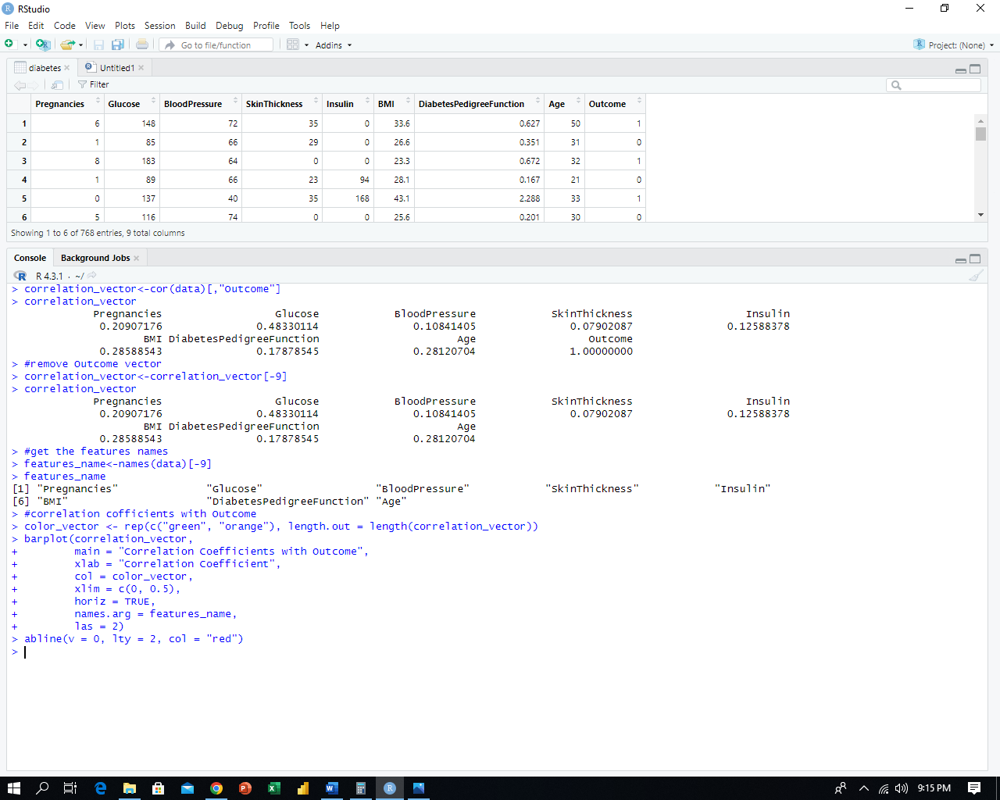 RStudio
File Edit Code View Plots Session Build Debug Profile Tools Help
Go to file/function Addins Project: (None)
diabetes Untitled1
Filter
Pregnancies Glucose BloodPressure SkinThickness Insulin BMI DiabetesPedigreeFunction Age Outcome
1 6 148 72 35 0 33.6 0.627 50 1
2 1 85 66 29 0 26.6 0.351 31 0
3 8 183 64 0 0 23.3 0.672 32 1
4 1 89 66 23 94 28.1 0.167 21 0
5 0 137 40 35 168 43.1 2.288 33 1
6 5 116 74 0 0 25.6 0.201 30 0
Showing 1 to 6 of 768 entries, 9 total columns
Console Background Jobs
R 4.3.1 · ~/
> correlation_vector<-cor(data)[,"Outcome"]
> correlation_vector
Pregnancies Glucose BloodPressure SkinThickness Insulin
0.20907176 0.48330114 0.10841405 0.07902087 0.12588378
BMI DiabetesPedigreeFunction Age Outcome
0.28588543 0.17878545 0.28120704 1.00000000
> #remove Outcome vector
> correlation_vector<-correlation_vector[-9]
> correlation_vector
Pregnancies Glucose BloodPressure SkinThickness Insulin
0.20907176 0.48330114 0.10841405 0.07902087 0.12588378
BMI DiabetesPedigreeFunction Age
0.28588543 0.17878545 0.28120704
> #get the features names
> features_name<-names(data)[-9]
> features_name
[1] "Pregnancies" "Glucose" "BloodPressure" "SkinThickness" "Insulin"
[6] "BMI" "DiabetesPedigreeFunction" "Age"
> #correlation cofficients with Outcome
> color_vector <- rep(c("green", "orange"), length.out = length(correlation_vector))
> barplot(correlation_vector,
+ main = "Correlation Coefficients with Outcome",
+ xlab = "Correlation Coefficient",
+ col = color_vector,
+ xlim = c(0, 0.5),
+ horiz = TRUE,
+ names.arg = features_name,
+ las = 2)
> abline(v = 0, lty = 2, col = "red")
>
9:15 PM